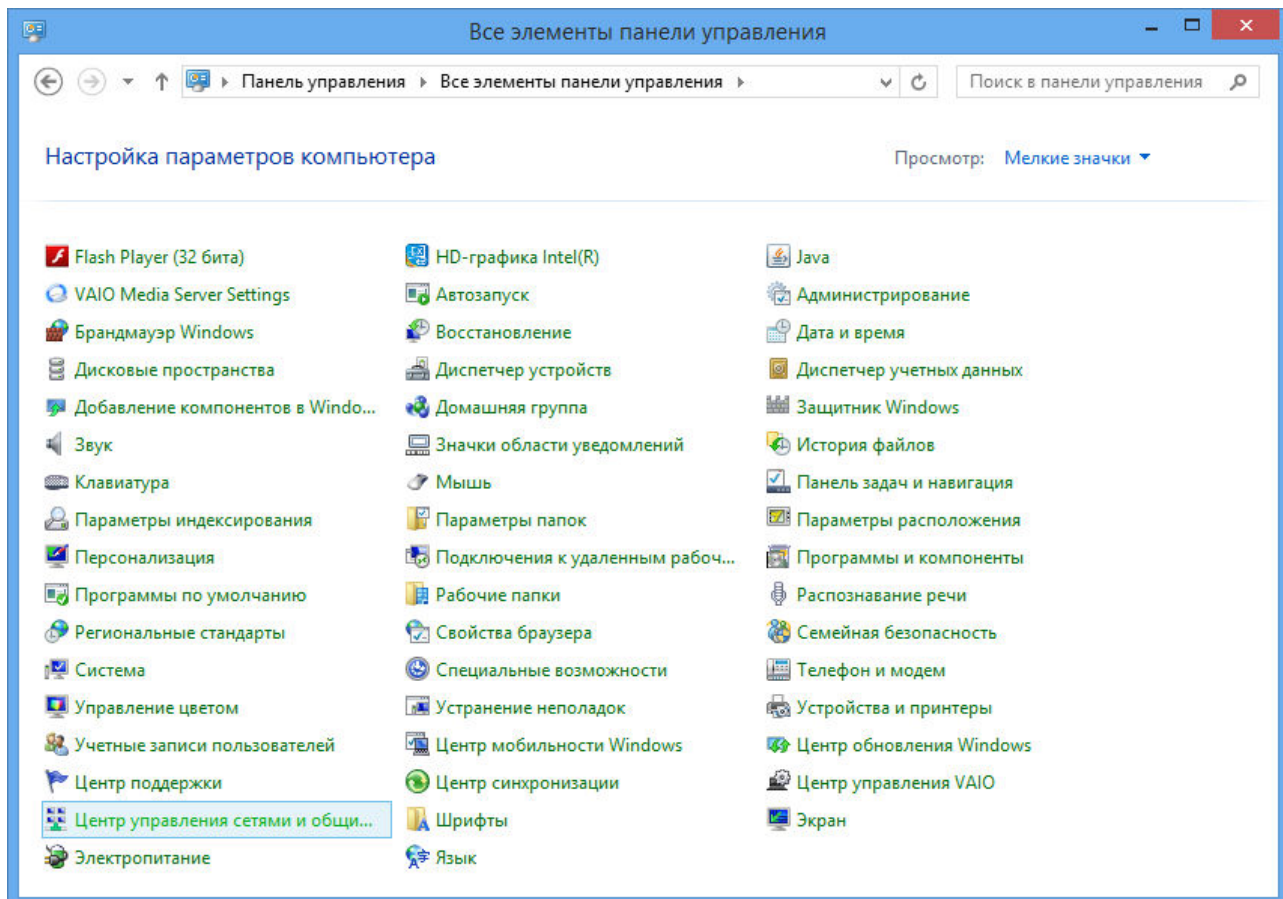 Все элементы панели управления
Панель управления Все элементы панели управления Поиск в панели управления
Настройка параметров компьютера Просмотр: Мелкие значки
Flash Player (32 бита) HD-графика Intel(R) Java
VAIO Media Server Settings Автозапуск Администрирование
Брандмауэр Windows Восстановление Дата и время
Дисковые пространства Диспетчер устройств Диспетчер учетных данных
Добавление компонентов в Windo... Домашняя группа Защитник Windows
Звук Значки области уведомлений История файлов
Клавиатура Мышь Панель задач и навигация
Параметры индексирования Параметры папок Параметры расположения
Персонализация Подключения к удаленным рабоч... Программы и компоненты
Программы по умолчанию Рабочие папки Распознавание речи
Региональные стандарты Свойства браузера Семейная безопасность
Система Специальные возможности Телефон и модем
Управление цветом Устранение неполадок Устройства и принтеры
Учетные записи пользователей Центр мобильности Windows Центр обновления Windows
Центр поддержки Центр синхронизации Центр управления VAIO
Центр управления сетями и общи... Шрифты Экран
Электропитание Язык